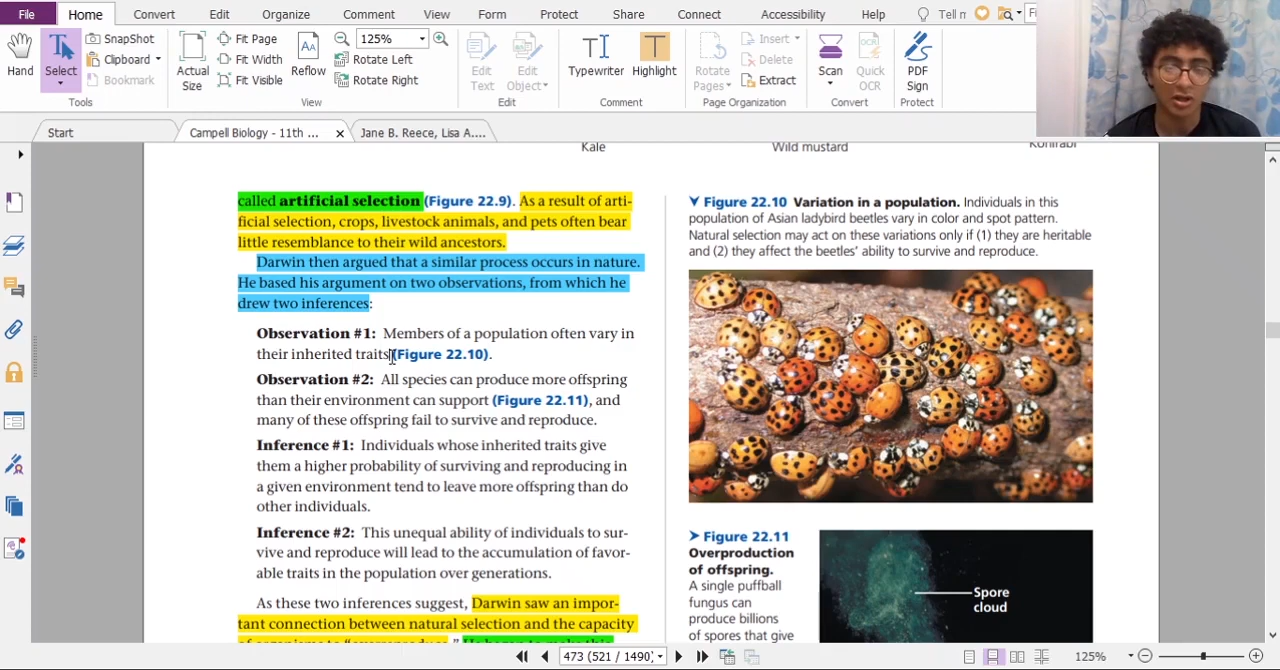 File Home Convert Edit Organize Comment View Form Protect Share Connect Accessibility Help Tell
Hand
Select
SnapShot
Clipboard
Bookmark
Tools
Actual
Size
Fit Page
Fit Width
Fit Visible
Reflow
125%
Rotate Left
Rotate Right
View
Edit
Text
Edit
Object
Edit
Typewriter
Highlight
Comment
Rotate
Pages
Insert
Delete
Extract
Page Organization
Scan
Quick
OCR
Convert
PDF
Sign
Protect
Start
Campell Biology - 11th ...
Jane B. Reece, Lisa A....
Kale Wild mustard Kohlrabi
called artificial selection (Figure 22.9). As a result of arti-
ficial selection, crops, livestock animals, and pets often bear
little resemblance to their wild ancestors.
Darwin then argued that a similar process occurs in nature.
He based his argument on two observations, from which he
drew two inferences:
Observation #1: Members of a population often vary in
their inherited traits (Figure 22.10).
Observation #2: All species can produce more offspring
than their environment can support (Figure 22.11), and
many of these offspring fail to survive and reproduce.
Inference #1: Individuals whose inherited traits give
them a higher probability of surviving and reproducing in
a given environment tend to leave more offspring than do
other individuals.
Inference #2: This unequal ability of individuals to sur-
vive and reproduce will lead to the accumulation of favor-
able traits in the population over generations.
As these two inferences suggest, Darwin saw an impor-
tant connection between natural selection and the capacity
of organisms to "overreproduce." He began to make this
Figure 22.10 Variation in a population. Individuals in this
population of Asian ladybird beetles vary in color and spot pattern.
Natural selection may act on these variations only if (1) they are heritable
and (2) they affect the beetles' ability to survive and reproduce.
Figure 22.11
Overproduction
of offspring.
A single puffball
fungus can
produce billions
of spores that give
Spore
cloud
473 (521 / 1490)
125%